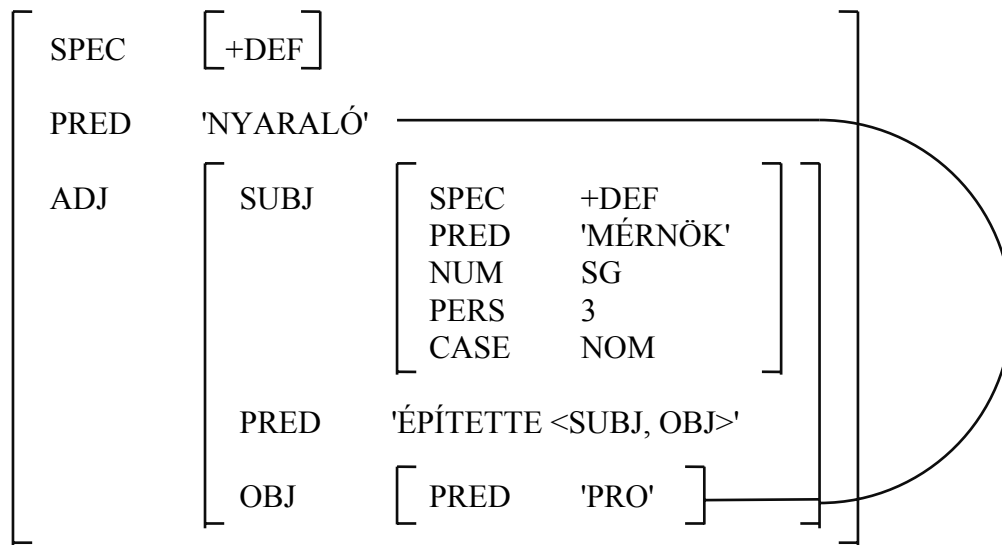 SPEC +DEF
PRED 'NYARALÓ'
ADJ SUBJ SPEC +DEF
PRED 'MÉRNÖK'
NUM SG
PERS 3
CASE NOM
PRED 'ÉPÍTETTE <SUBJ, OBJ>'
OBJ PRED 'PRO'